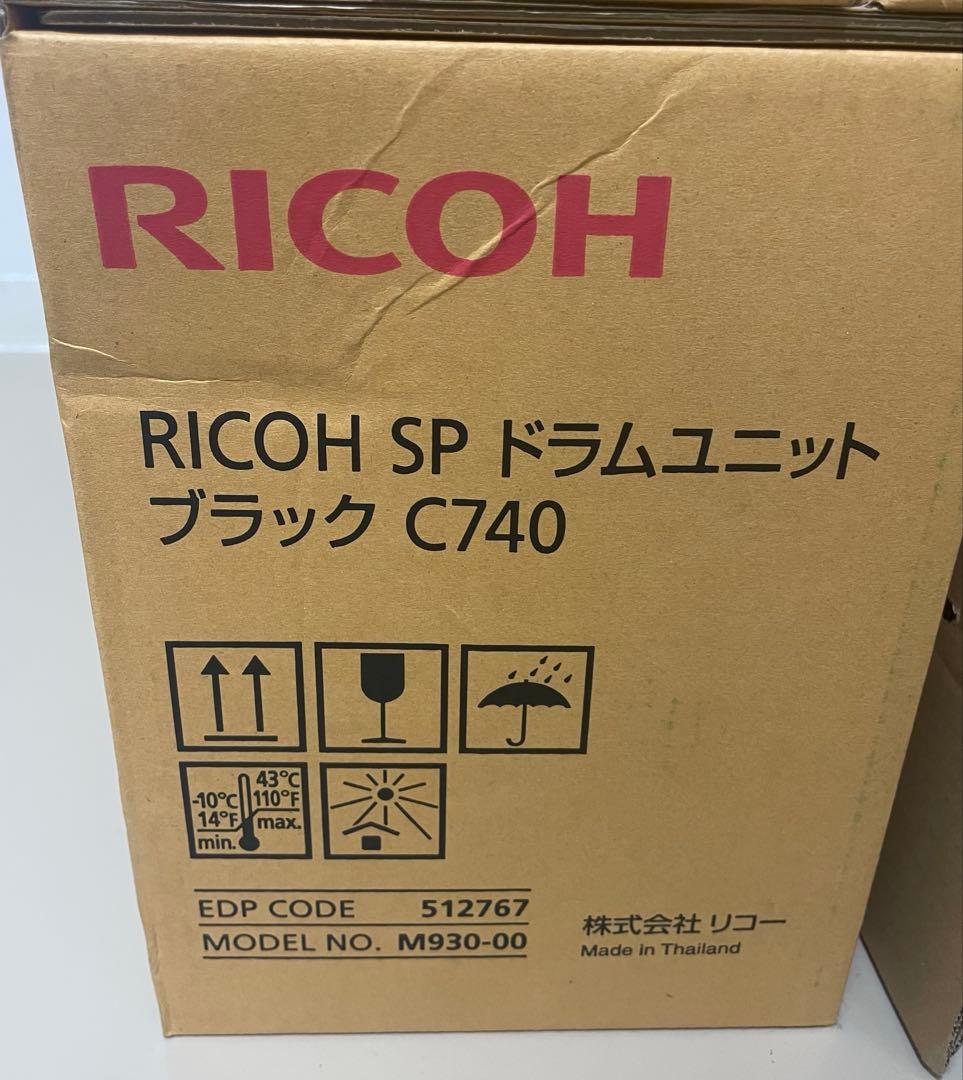 RICOH
RICOH SP ドラムユニット
ブラック C740
43°C
-10°C 110°F
14°F max.
min.
EDP CODE 512767
MODEL NO. M930-00
株式会社 リコー
Made in Thailand